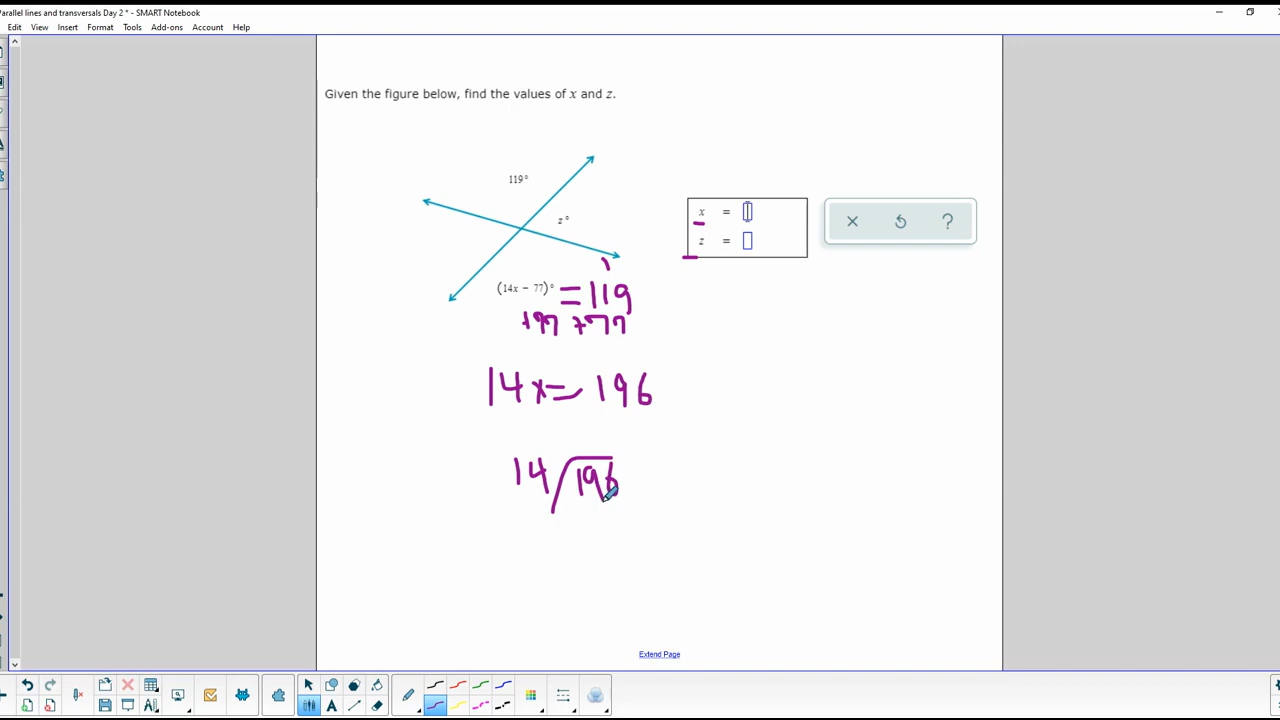 Parallel lines and transversals Day 2 * - SMART Notebook
Edit View Insert Format Tools Add-ons Account Help
Given the figure below, find the values of x and z.
119°
z°
x =
z =
?
(14x − 77)° = 119
+77 +77
14x = 196
14 196
Extend Page